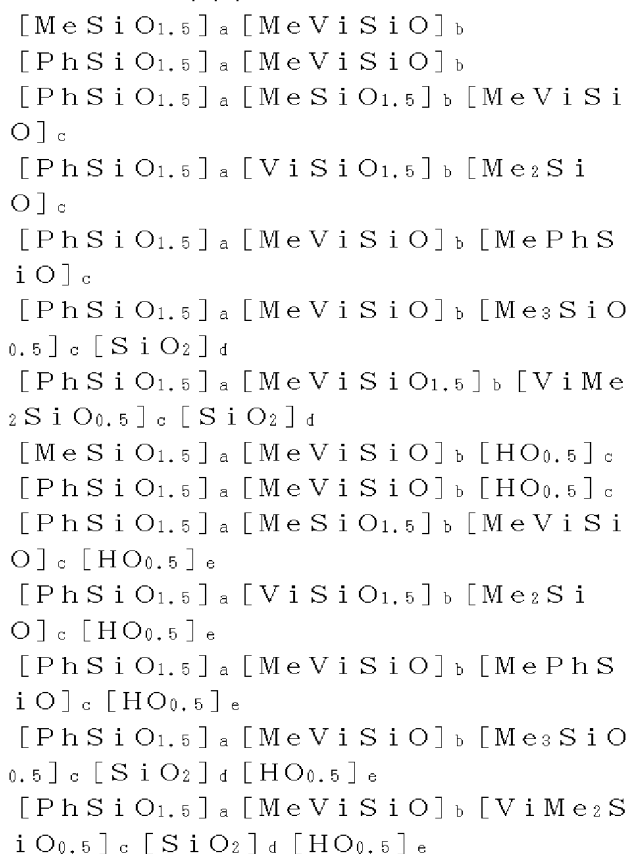 [MeSiO1.5]a[MeViSiO]b
[PhSiO1.5]a[MeViSiO]b
[PhSiO1.5]a[MeSiO1.5]b[MeViSi
O]c
[PhSiO1.5]a[ViSiO1.5]b[Me2Si
O]c
[PhSiO1.5]a[MeViSiO]b[MePhS
iO]c
[PhSiO1.5]a[MeViSiO]b[Me3SiO
0.5]c[SiO2]d
[PhSiO1.5]a[MeViSiO1.5]b[ViMe
2SiO0.5]c[SiO2]d
[MeSiO1.5]a[MeViSiO]b[HO0.5]c
[PhSiO1.5]a[MeViSiO]b[HO0.5]c
[PhSiO1.5]a[MeSiO1.5]b[MeViSi
O]c[HO0.5]e
[PhSiO1.5]a[ViSiO1.5]b[Me2Si
O]c[HO0.5]e
[PhSiO1.5]a[MeViSiO]b[MePhS
iO]c[HO0.5]e
[PhSiO1.5]a[MeViSiO]b[Me3SiO
0.5]c[SiO2]d[HO0.5]e
[PhSiO1.5]a[MeViSiO]b[ViMe2S
iO0.5]c[SiO2]d[HO0.5]e